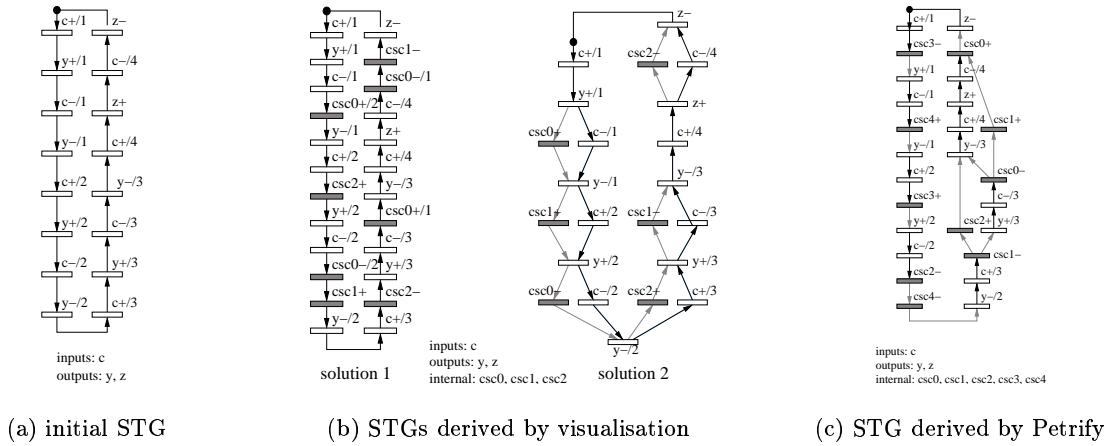 c+/1
z−
y+/1
c−/4
c−/1
z+
y−/1
c+/4
c+/2
y−/3
y+/2
c−/3
c−/2
y+/3
y−/2
c+/3
inputs: c
outputs: y, z
(a) initial STG
c+/1
z−
y+/1
csc1−
c−/1
csc0−/1
csc0+/2
c−/4
y−/1
z+
c+/2
c+/4
csc2+
y−/3
y+/2
csc0+/1
c−/2
c−/3
csc0−/2
y+/3
csc1+
csc2−
y−/2
c+/3
solution 1
inputs: c
outputs: y, z
internal: csc0, csc1, csc2
z−
c+/1
csc2−
c−/4
y+/1
z+
csc0+
c−/1
c+/4
y−/1
y−/3
csc1
c+/2
csc1−
c−/3
y+/2
y+/3
csc0−
c−/2
csc2+
c+/3
y−/2
solution 2
(b) STGs derived by visualisation
c+/1
z−
csc3−
csc0+
y+/1
c−/4
c−/1
z+
csc4+
c+/4
csc1+
y−/1
y−/3
c+/2
csc0−
csc3+
c−/3
y+/2
csc2+
y+/3
c−/2
csc1−
csc2−
c+/3
csc4−
y−/2
inputs: c
outputs: y, z
internal: csc0, csc1, csc2, csc3, csc4
(c) STG derived by Petrify